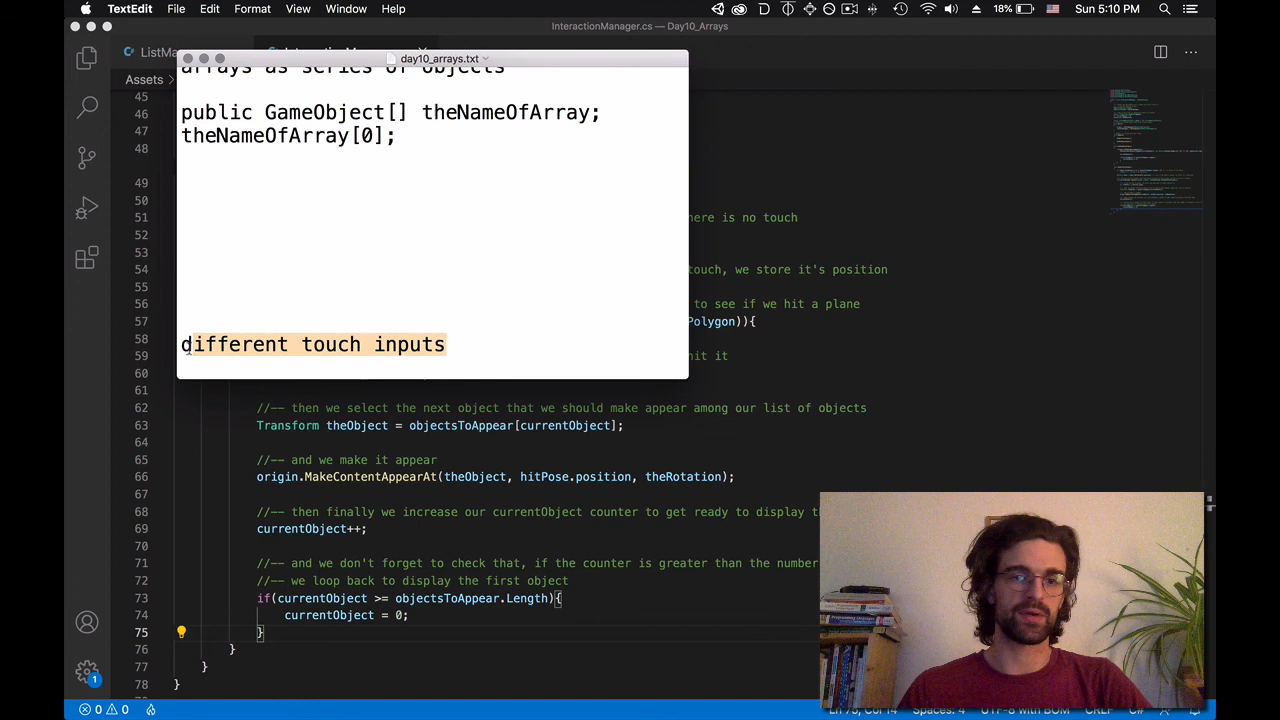 TextEdit File Edit Format View Window Help
18% Sun 5:10 PM
InteractionManager.cs — Day10_Arrays
ListMa
day10_arrays.txt
Assets
arrays as series of objects
public GameObject[] theNameOfArray;
theNameOfArray[0];
different touch inputs
45
46
47
48
49
50
51 here is no touch
52
53
54 touch, we store it's position
55
56 to see if we hit a plane
57 Polygon)){
58
59 hit it
60
61
62 //-- then we select the next object that we should make appear among our list of objects
63 Transform theObject = objectsToAppear[currentObject];
64
65 //-- and we make it appear
66 origin.MakeContentAppearAt(theObject, hitPose.position, theRotation);
67
68 //-- then finally we increase our currentObject counter to get ready to display th
69 currentObject++;
70
71 //-- and we don't forget to check that, if the counter is greater than the number
72 //-- we loop back to display the first object
73 if(currentObject >= objectsToAppear.Length){
74 currentObject = 0;
75 }
76 }
77 }
78 }
1
0 0